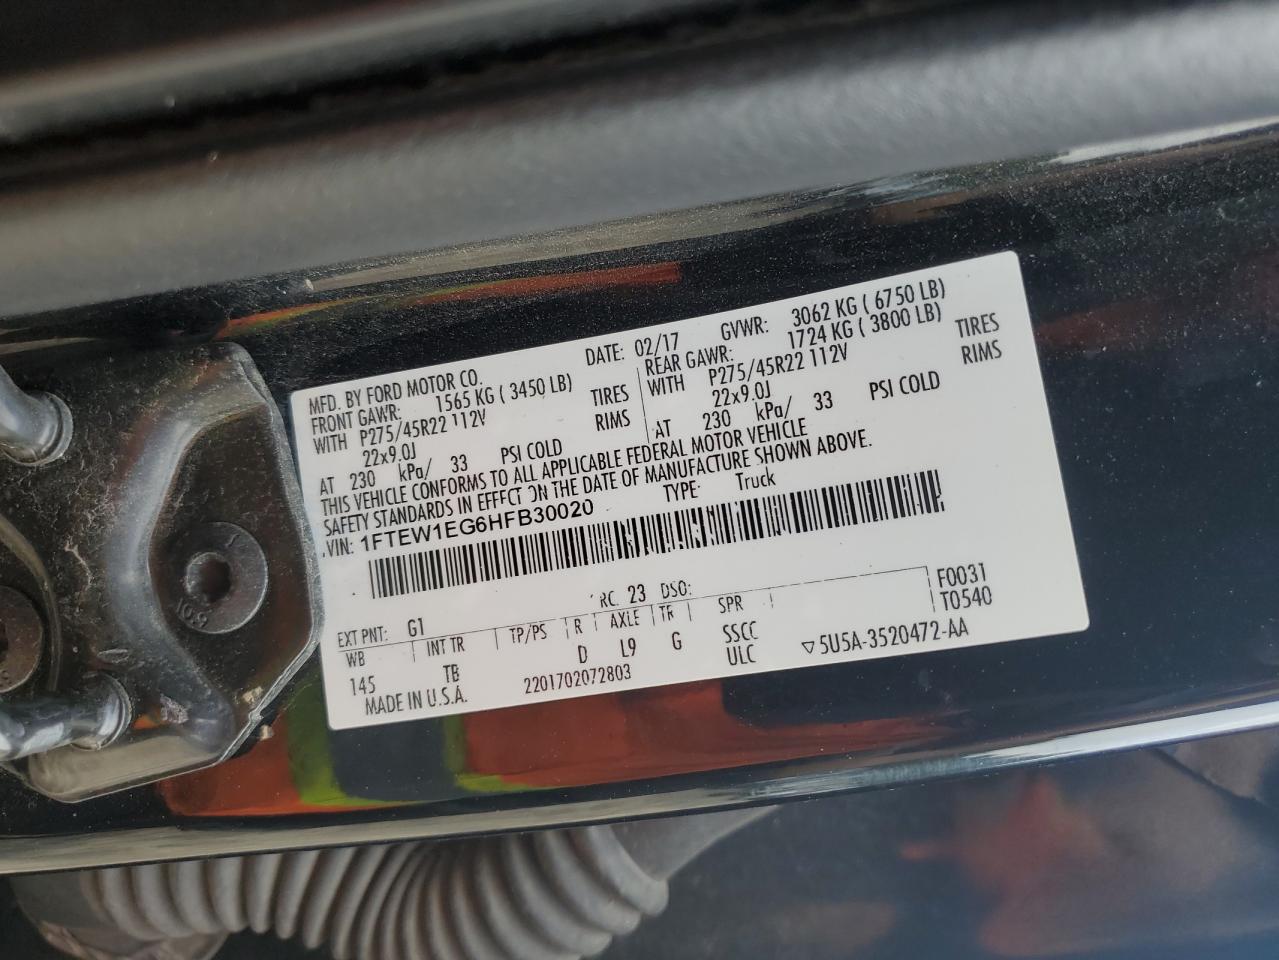 MFD. BY FORD MOTOR CO. DATE: 02/17 GVWR: 3062 KG ( 6750 LB)
FRONT GAWR: 1565 KG ( 3450 LB) REAR GAWR: 1724 KG ( 3800 LB)
WITH P275/45R22 112V TIRES WITH P275/45R22 112V TIRES
22x9.0J RIMS 22x9.0J RIMS
AT 230 kPa/ 33 PSI COLD AT 230 kPa/ 33 PSI COLD
THIS VEHICLE CONFORMS TO ALL APPLICABLE FEDERAL MOTOR VEHICLE
SAFETY STANDARDS IN EFFECT ON THE DATE OF MANUFACTURE SHOWN ABOVE.
VIN: 1FTEW1EG6HFB30020 TYPE: Truck
EXT PNT: G1 RC: 23 DSO: F0031
WB INT TR TP/PS R AXLE TR SPR T0540
145 TB D L9 G SSCC ▽5U5A-3520472-AA
MADE IN U.S.A. 2201702072803 ULC